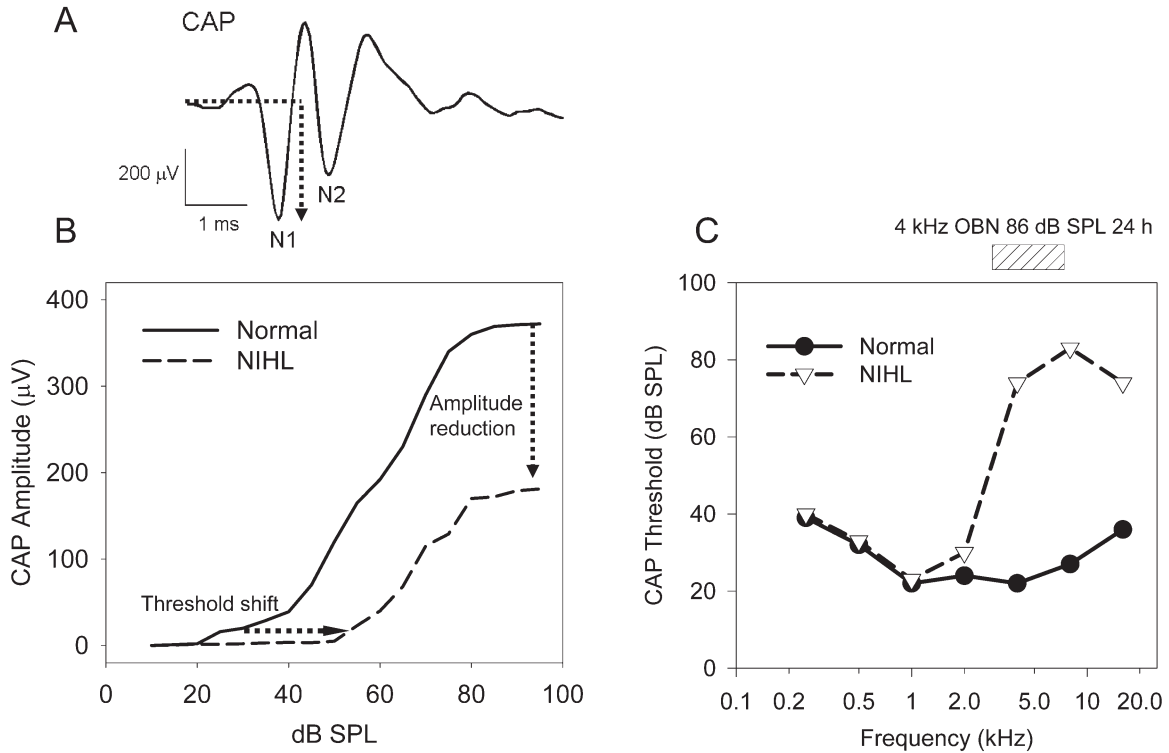 A
CAP
200 μV
1 ms
N1
N2
B
CAP Amplitude (μV)
400
300
200
100
0
Normal
NIHL
Amplitude
reduction
Threshold shift
0 20 40 60 80 100
dB SPL
C
4 kHz OBN 86 dB SPL 24 h
CAP Threshold (dB SPL)
100
80
60
40
20
0
Normal
NIHL
0.1 0.5 1 2.0 5.0 10 20.0
Frequency (kHz)